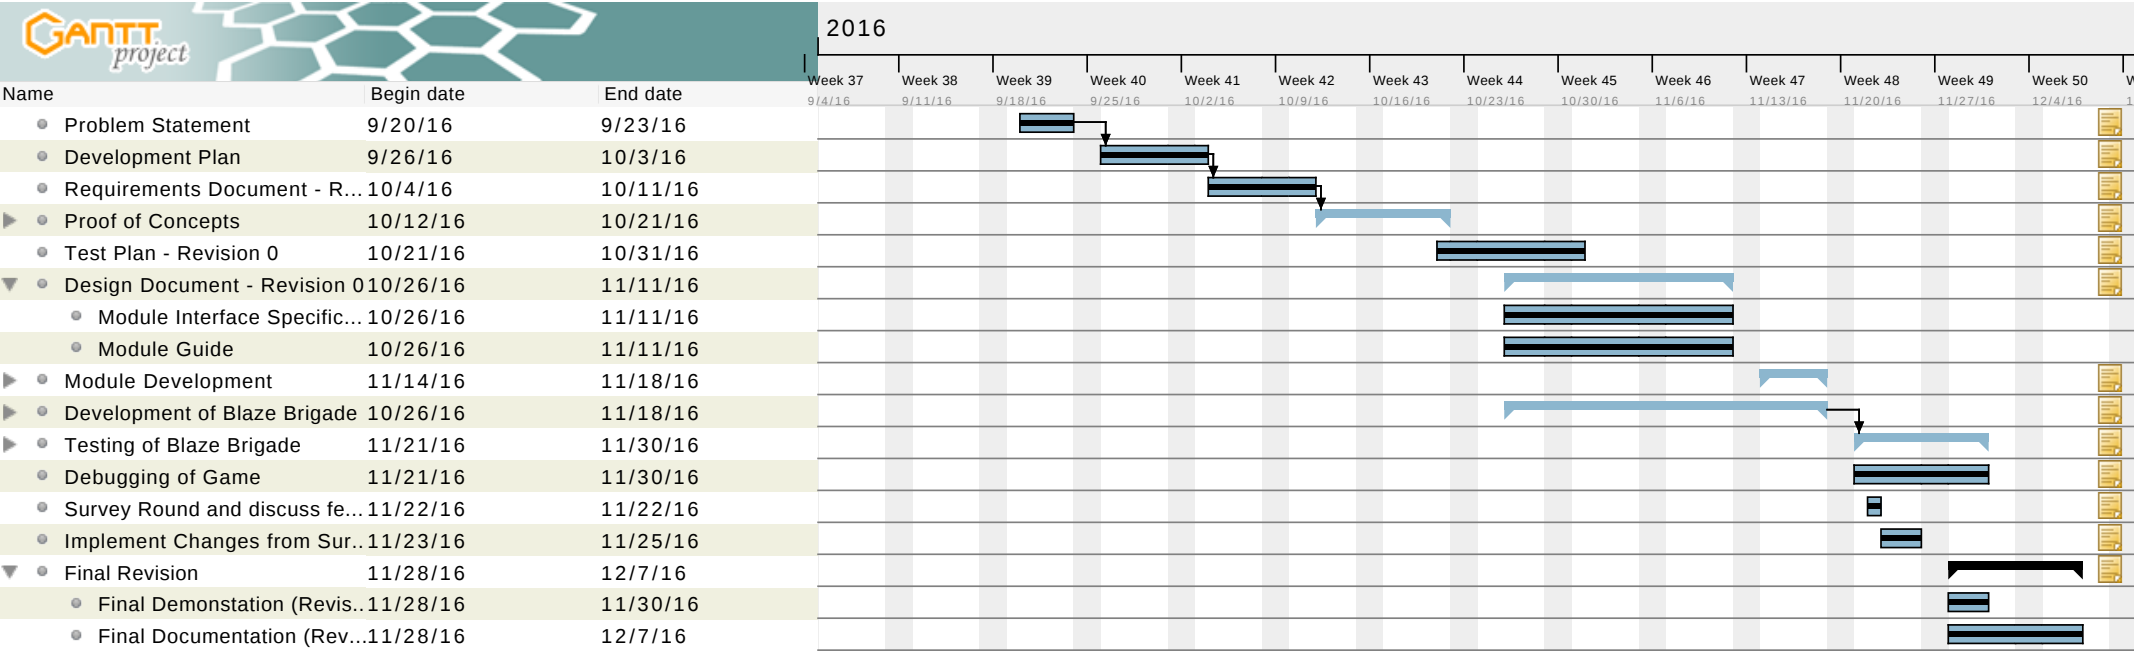 GANTT
project
2016
Week 37 Week 38 Week 39 Week 40 Week 41 Week 42 Week 43 Week 44 Week 45 Week 46 Week 47 Week 48 Week 49 Week 50
Name Begin date End date 9/4/16 9/11/16 9/18/16 9/25/16 10/2/16 10/9/16 10/16/16 10/23/16 10/30/16 11/6/16 11/13/16 11/20/16 11/27/16 12/4/16
Problem Statement 9/20/16 9/23/16
Development Plan 9/26/16 10/3/16
Requirements Document - R... 10/4/16 10/11/16
Proof of Concepts 10/12/16 10/21/16
Test Plan - Revision 0 10/21/16 10/31/16
Design Document - Revision 0 10/26/16 11/11/16
Module Interface Specific... 10/26/16 11/11/16
Module Guide 10/26/16 11/11/16
Module Development 11/14/16 11/18/16
Development of Blaze Brigade 10/26/16 11/18/16
Testing of Blaze Brigade 11/21/16 11/30/16
Debugging of Game 11/21/16 11/30/16
Survey Round and discuss fe... 11/22/16 11/22/16
Implement Changes from Sur.. 11/23/16 11/25/16
Final Revision 11/28/16 12/7/16
Final Demonstation (Revis.. 11/28/16 11/30/16
Final Documentation (Rev... 11/28/16 12/7/16